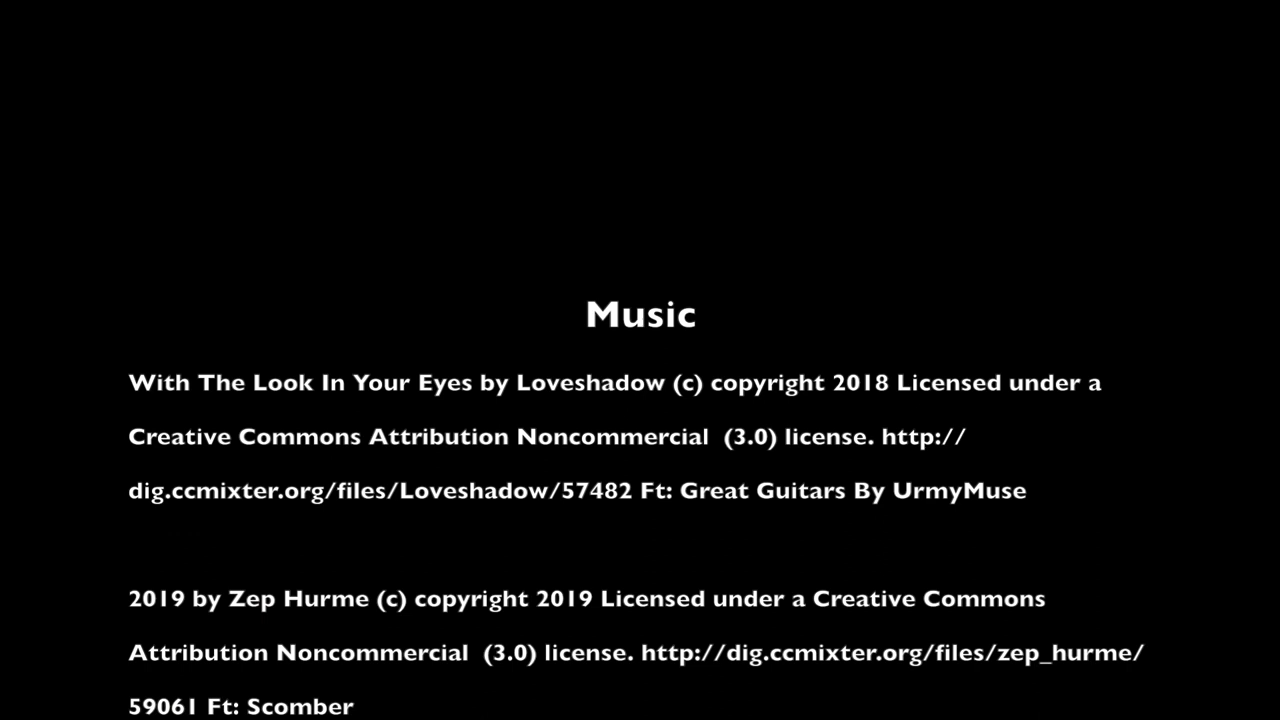 Music
With The Look In Your Eyes by Loveshadow (c) copyright 2018 Licensed under a
Creative Commons Attribution Noncommercial  (3.0) license. http://
dig.ccmixter.org/files/Loveshadow/57482 Ft: Great Guitars By UrmyMuse
2019 by Zep Hurme (c) copyright 2019 Licensed under a Creative Commons
Attribution Noncommercial  (3.0) license. http://dig.ccmixter.org/files/zep_hurme/
59061 Ft: Scomber